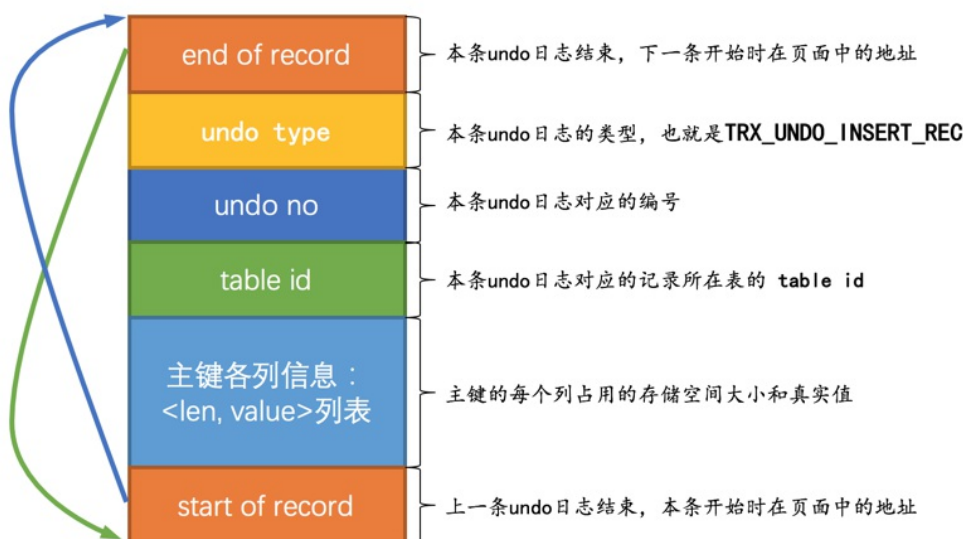 end of record
本条undo日志结束，下一条开始时在页面中的地址
undo type
本条undo日志的类型，也就是TRX_UNDO_INSERT_REC
undo no
本条undo日志对应的编号
table id
本条undo日志对应的记录所在表的 table id
主键各列信息：
<len, value>列表
主键的每个列占用的存储空间大小和真实值
start of record
上一条undo日志结束，本条开始时在页面中的地址